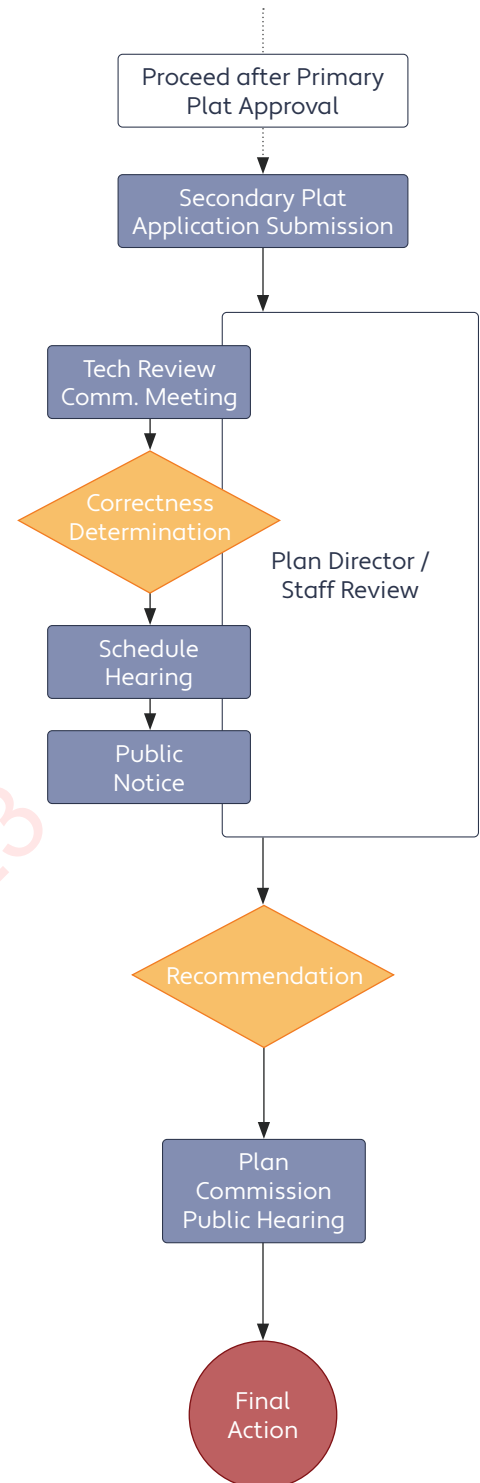 Proceed after Primary
Plat Approval
Secondary Plat
Application Submission
Tech Review
Comm. Meeting
Correctness
Determination
Plan Director /
Staff Review
Schedule
Hearing
Public
Notice
3
Recommendation
Plan
Commission
Public Hearing
Final
Action